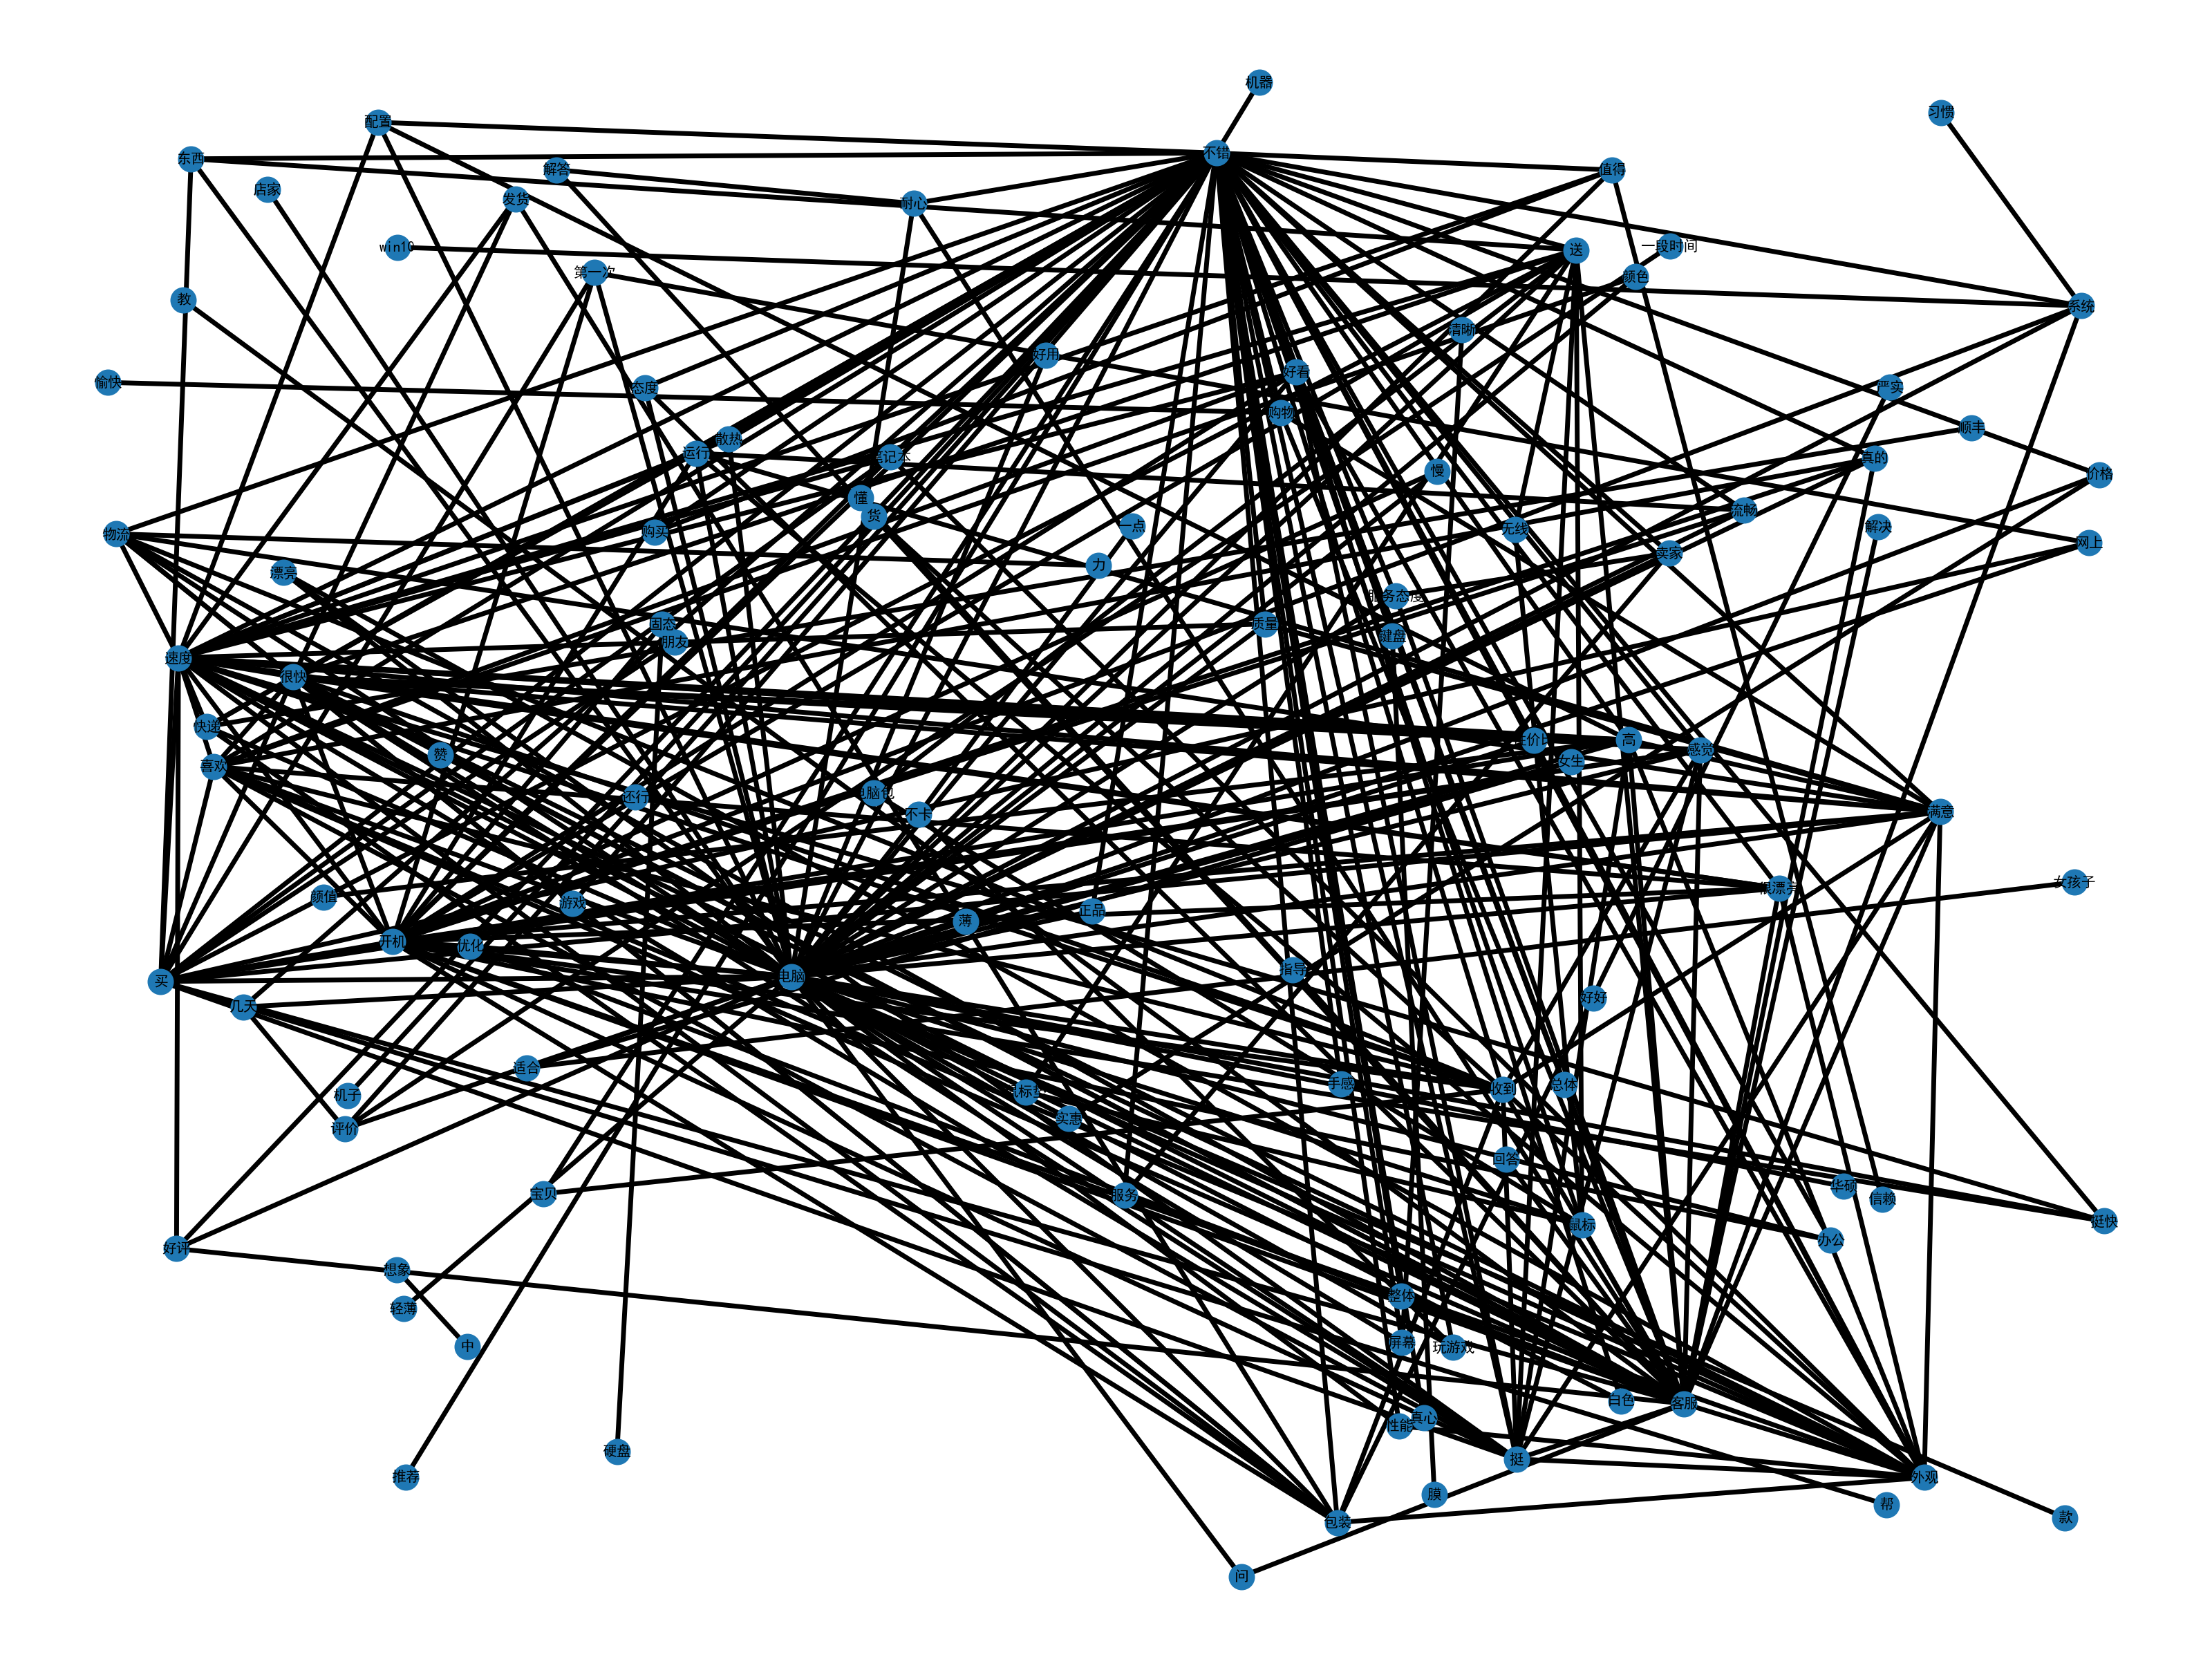 机器
习惯
配置
不错
东西
解答
值得
店家
发货
耐心
win10
送
一段时间
第一次
颜色
教
系统
清晰
好用
好看
愉快
态度
严实
购物
散热
顺丰
运行
笔记本
真的
慢
价格
懂
流畅
货
一点
无线
解决
购买
物流
网上
卖家
力
漂亮
服务态度
固态
质量
键盘
朋友
速度
很快
快递
性价比
高
感觉
赞
女生
喜欢
电脑包
还行
满意
不卡
女孩子
很漂亮
颜值
游戏
正品
薄
开机
优化
指导
电脑
买
好好
几天
适合
手感
总体
收到
机子
实惠
评价
回答
华硕
宝贝
服务
信赖
挺快
鼠标
办公
好评
想象
整体
轻薄
屏幕
中
玩游戏
白色
客服
真心
性能
硬盘
挺
推荐
外观
膜
帮
款
包装
问